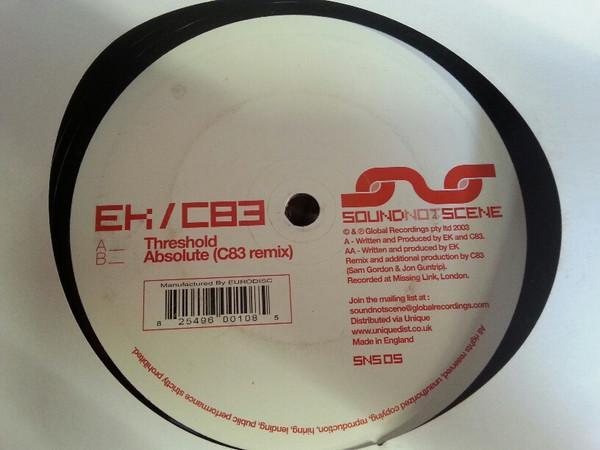 EK / C83
A_ Threshold
B_ Absolute (C83 remix)
Manufactured By EURODISC
8 25496 00108 5
SOUNDNOTSCENE
© & ℗ Global Recordings pty ltd 2003
A - Written and Produced by EK and C83.
AA - Written and produced by EK
Remix and additional production by C83
(Sam Gordon & Jon Guntrip).
Recorded at Missing Link, London.
Join the mailing list at :
soundnotscene@globalrecordings.com
Distributed via Unique
www.uniquedist.co.uk
Made in England
SNS05
All rights reserved, unauthorized copying, reproduction, hiring, lending, public performance strictly prohibited.